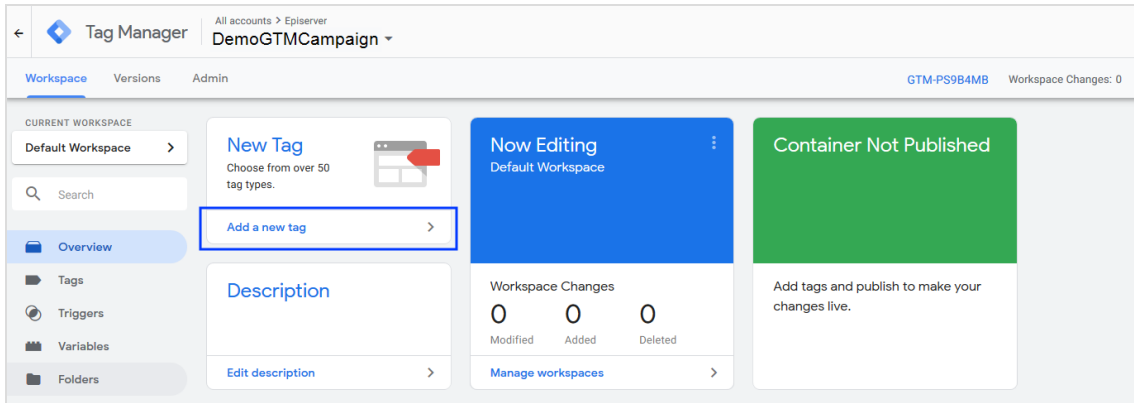 All accounts > Episerver
Tag Manager
DemoGTMCampaign
Workspace Versions Admin
GTM-PS9B4MB Workspace Changes: 0
CURRENT WORKSPACE
Default Workspace
Search
Overview
Tags
Triggers
Variables
Folders
New Tag
Choose from over 50
tag types.
Add a new tag
Description
Edit description
Now Editing
Default Workspace
Workspace Changes
0 0 0
Modified Added Deleted
Manage workspaces
Container Not Published
Add tags and publish to make your
changes live.